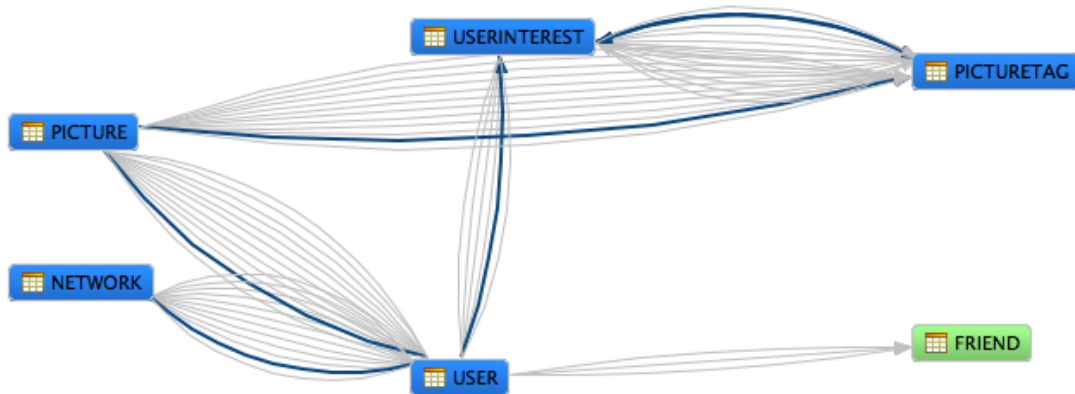 USERINTEREST
PICTURETAG
PICTURE
NETWORK
FRIEND
USER